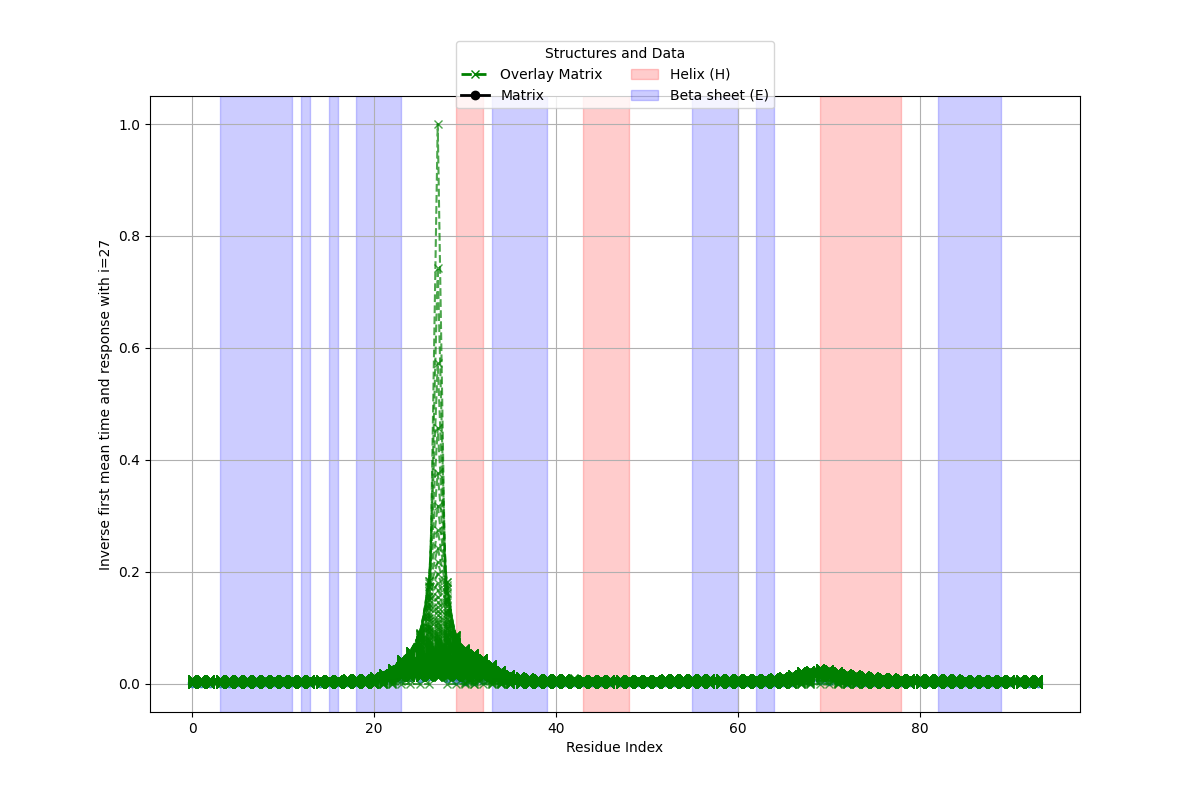 Structures and Data
Overlay Matrix
Matrix
Helix (H)
Beta sheet (E)
Inverse first mean time and response with i=27
1.0
0.8
0.6
0.4
0.2
0.0
0
20
40
60
80
Residue Index